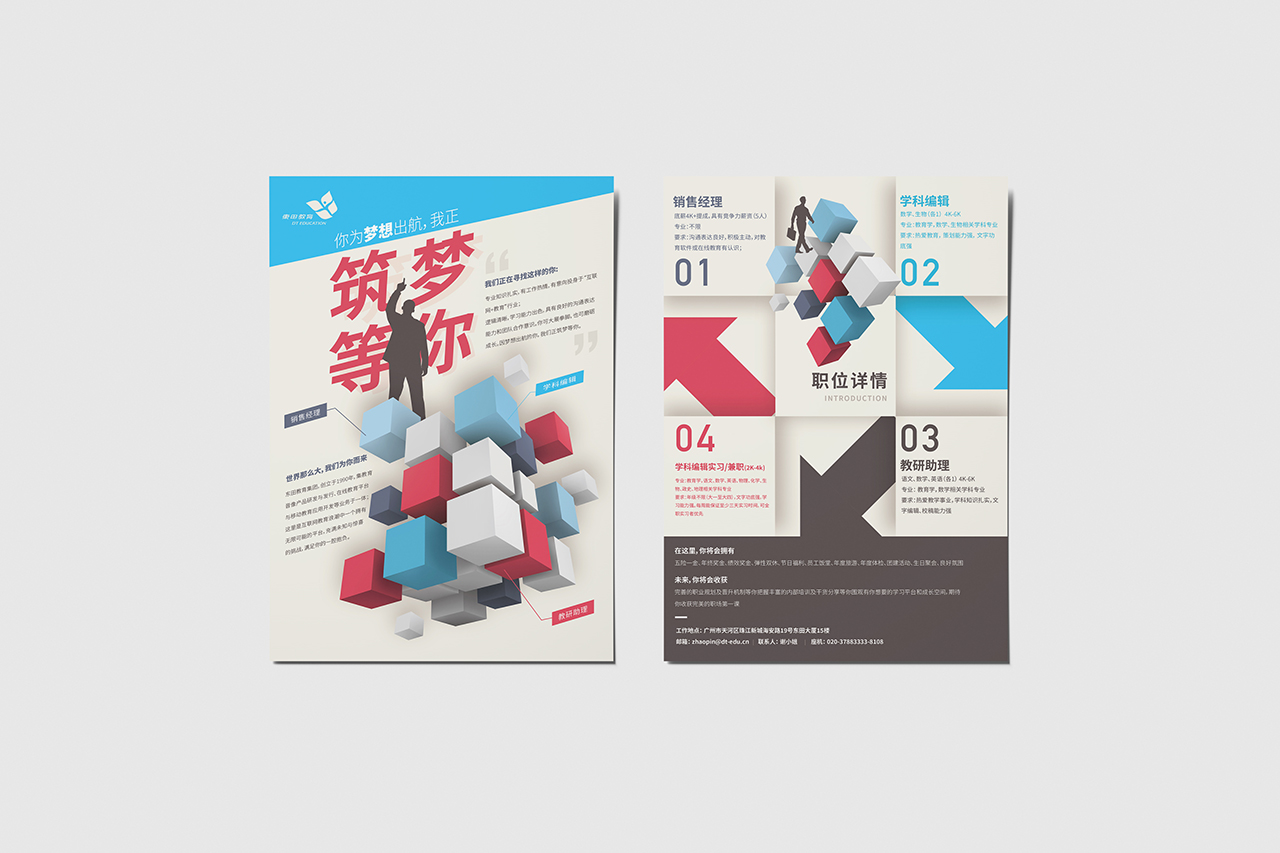 東田教育
DT EDUCATION
你为梦想出航，我正
筑梦
等你
我们正在寻找这样的你：
专业知识扎实，有工作热情，有意向投身于“互联
网+教育”行业；
逻辑清晰，学习能力出色，具有良好的沟通表达
能力和团队合作意识。你可大展拳脚，也可磨砺
成长。因梦想出航的你，我们正筑梦等你。
学科编辑
销售经理
世界那么大，我们为你而来
东田教育集团，创立于1990年，集教育
音像产品研发与发行、在线教育平台
与移动教育应用开发等业务于一体；
这里是互联网教育浪潮中一个拥有
无限可能的平台，充满未知与惊喜
的挑战，满足你的一腔抱负。
教研助理
销售经理
底薪4K+提成，具有竞争力薪资（5人）
专业：不限
要求：沟通表达良好，积极主动，对教
育软件或在线教育有认识；
01
学科编辑
数学、生物（各1） 4K-6K
专业：教育学、数学、生物相关学科专业
要求：热爱教育，策划能力强，文字功
底强
02
职位详情
INTRODUCTION
04
学科编辑实习/兼职(2K-4k)
专业：教育学、语文、数学、英语、物理、化学、生
物、政史、地理相关学科专业
要求：年级不限（大一至大四），文字功底强，学
习能力强，每周能保证至少三天实习时间，可全
职实习者优先
03
教研助理
语文、数学、英语（各1） 4K-6K
专业：教育学、数学相关学科专业
要求：热爱教学事业，学科知识扎实，文
字编辑、校稿能力强
在这里，你将会拥有
五险一金、年终奖金、绩效奖金、弹性双休、节日福利、员工饭堂、年度旅游、年度体检、团建活动、生日聚会、良好氛围
未来，你将会收获
完善的职业规划及晋升机制等你把握丰富的内部培训及干货分享等你围观有你想要的学习平台和成长空间，期待
你收获完美的职场第一课
工作地点：广州市天河区珠江新城海安路19号东田大厦15楼
邮箱：zhaopin@dt-edu.cn | 联系人：谢小姐 | 座机：020-37883333-8108